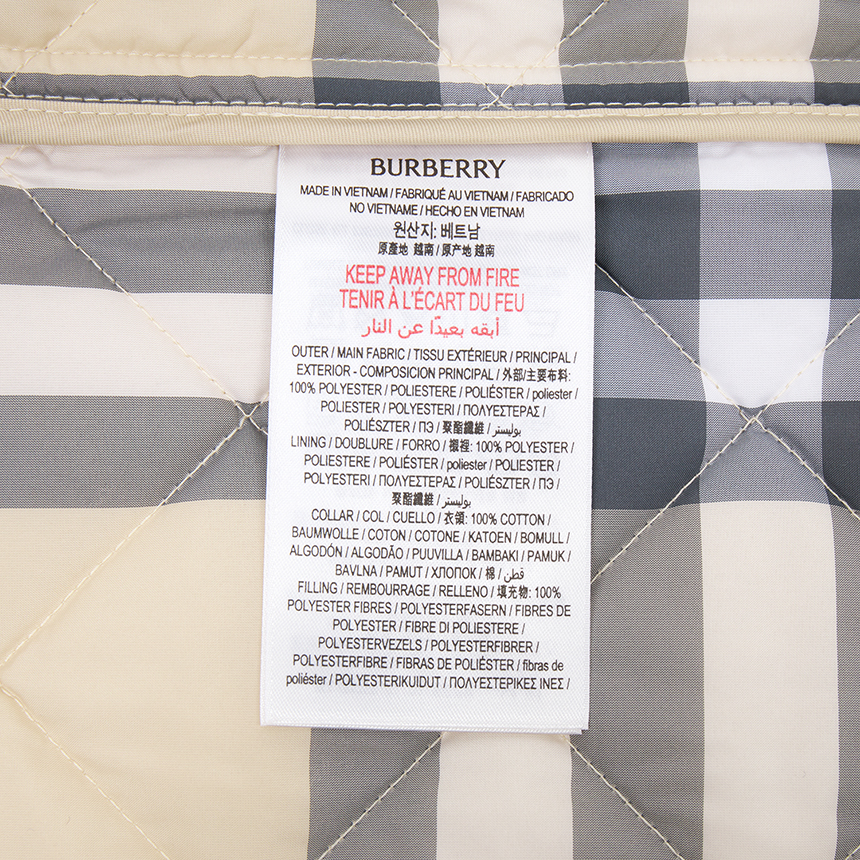 BURBERRY
MADE IN VIETNAM / FABRIQUÉ AU VIETNAM / FABRICADO
NO VIETNAME / HECHO EN VIETNAM
원산지: 베트남
原產地 越南 / 原产地 越南
KEEP AWAY FROM FIRE
TENIR À L'ÉCART DU FEU
أبقه بعيدًا عن النار
OUTER / MAIN FABRIC / TISSU EXTÉRIEUR / PRINCIPAL /
EXTERIOR - COMPOSICION PRINCIPAL / 外部/主要布料:
100% POLYESTER / POLIESTERE / POLIÉSTER / poliester /
POLIESTER / POLYESTERI / ΠΟΛΥΕΣΤΕΡΑΣ /
POLIÉSZTER / ПЭ / 聚酯纖維 / بوليستر /
LINING / DOUBLURE / FORRO / 襯裡: 100% POLYESTER /
POLIESTERE / POLIÉSTER / poliester / POLIESTER /
POLYESTERI / ΠΟΛΥΕΣΤΕΡΑΣ / POLIÉSZTER / ПЭ /
聚酯纖維 / بوليستر /
COLLAR / COL / CUELLO / 衣領: 100% COTTON /
BAUMWOLLE / COTON / COTONE / KATOEN / BOMULL /
ALGODÓN / ALGODÃO / PUUVILLA / BAMBAKI / PAMUK /
BAVLNA / PAMUT / ХЛОПОК / 棉 / قطن /
FILLING / REMBOURRAGE / RELLENO / 填充物: 100%
POLYESTER FIBRES / POLYESTERFASERN / FIBRES DE
POLYESTER / FIBRE DI POLIESTERE /
POLYESTERVEZELS / POLYESTERFIBRER /
POLYESTERFIBRE / FIBRAS DE POLIÉSTER / fibras de
poliéster / POLYESTERIKUIDUT / ΠΟΛΥΕΣΤΕΡΙΚΕΣ ΙΝΕΣ /